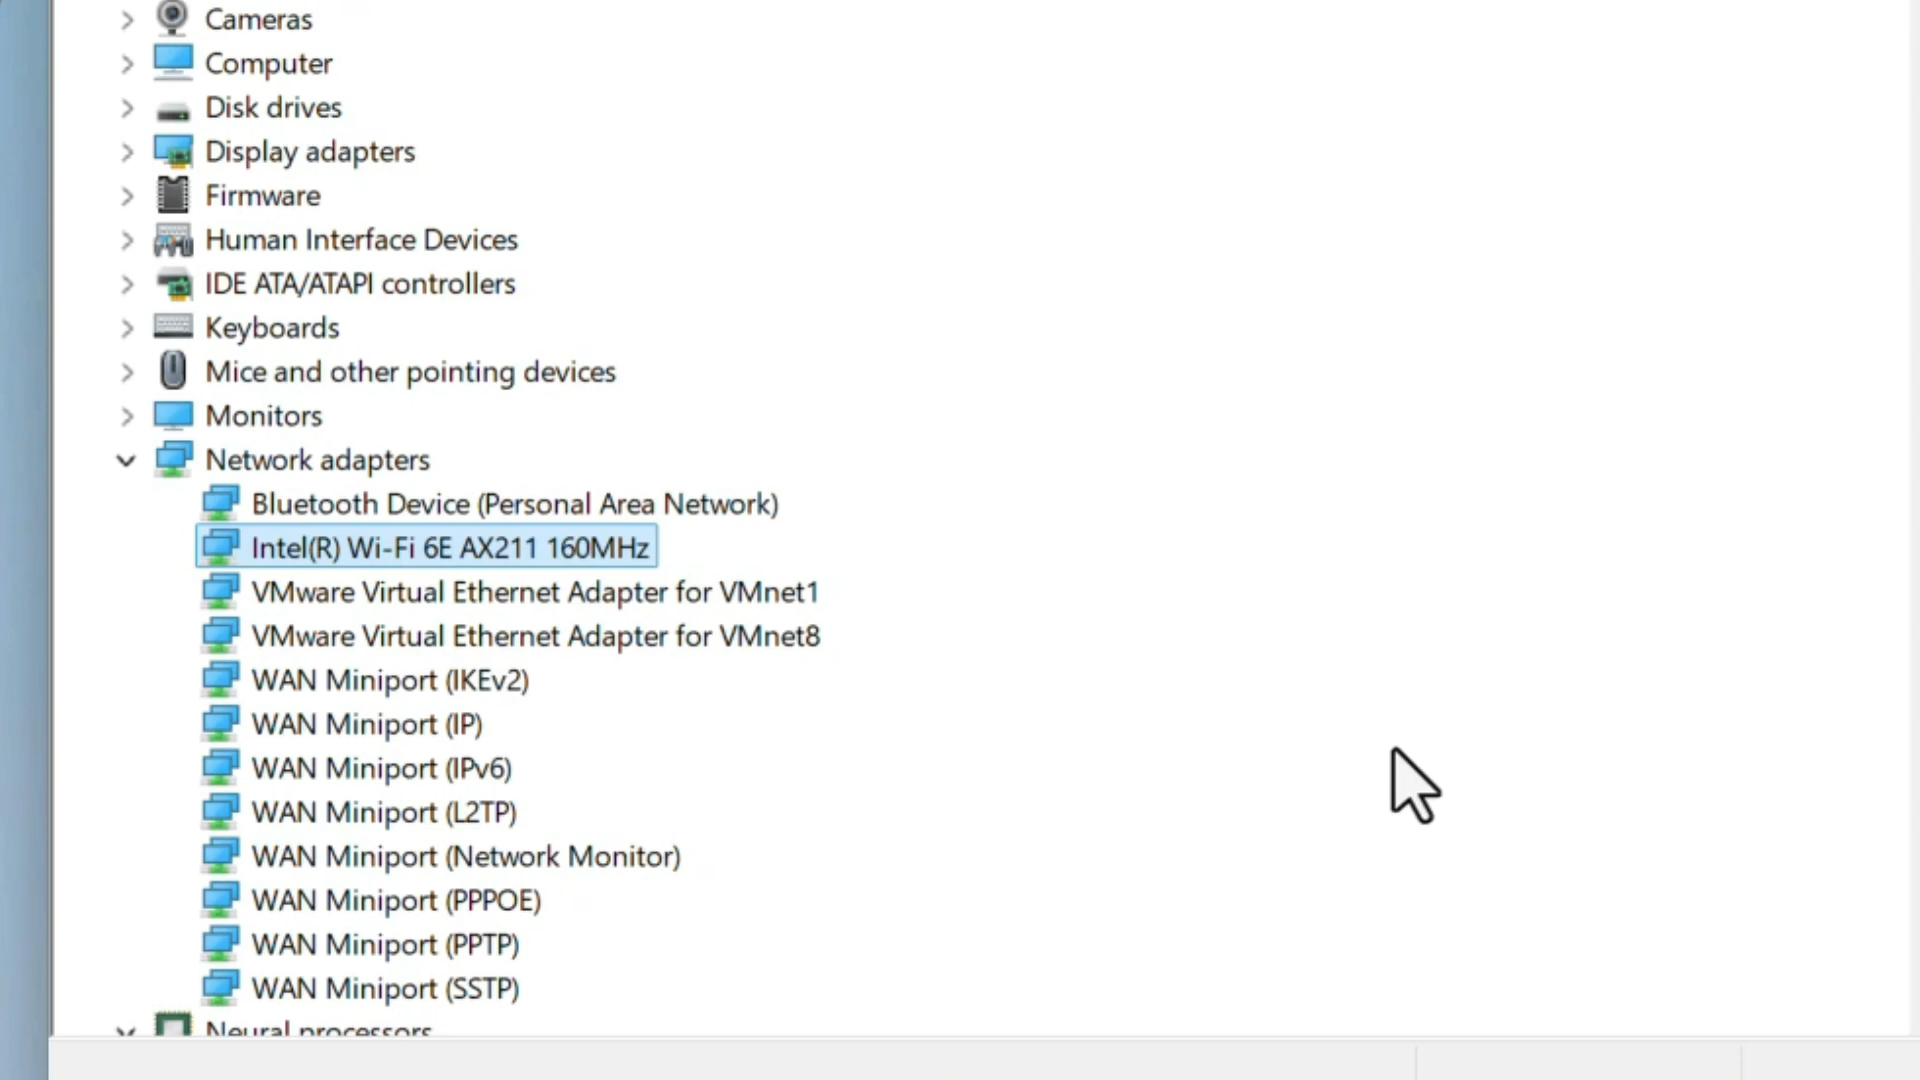 Cameras
Computer
Disk drives
Display adapters
Firmware
Human Interface Devices
IDE ATA/ATAPI controllers
Keyboards
Mice and other pointing devices
Monitors
Network adapters
Bluetooth Device (Personal Area Network)
Intel(R) Wi-Fi 6E AX211 160MHz
VMware Virtual Ethernet Adapter for VMnet1
VMware Virtual Ethernet Adapter for VMnet8
WAN Miniport (IKEv2)
WAN Miniport (IP)
WAN Miniport (IPv6)
WAN Miniport (L2TP)
WAN Miniport (Network Monitor)
WAN Miniport (PPPOE)
WAN Miniport (PPTP)
WAN Miniport (SSTP)
Neural processors